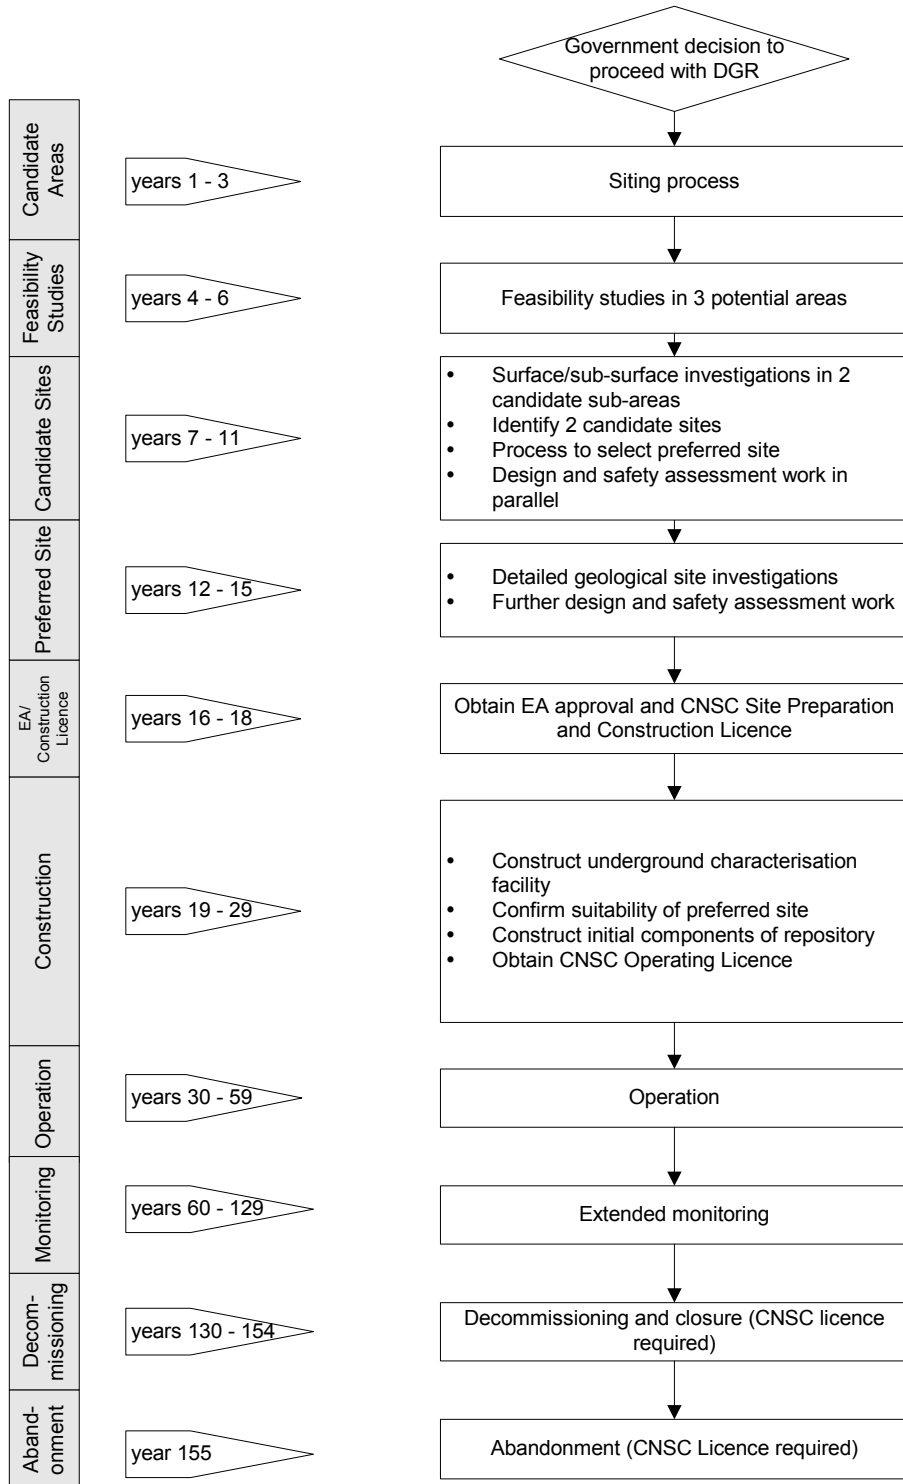 Government decision to
proceed with DGR
Candidate
Areas
years 1 - 3
Siting process
Feasibility
Studies
years 4 - 6
Feasibility studies in 3 potential areas
Candidate Sites
years 7 - 11
• Surface/sub-surface investigations in 2
candidate sub-areas
• Identify 2 candidate sites
• Process to select preferred site
• Design and safety assessment work in
parallel
Preferred Site
years 12 - 15
• Detailed geological site investigations
• Further design and safety assessment work
EA/
Construction
Licence
years 16 - 18
Obtain EA approval and CNSC Site Preparation
and Construction Licence
Construction
years 19 - 29
• Construct underground characterisation
facility
• Confirm suitability of preferred site
• Construct initial components of repository
• Obtain CNSC Operating Licence
Operation
years 30 - 59
Operation
Monitoring
years 60 - 129
Extended monitoring
Decom-
missioning
years 130 - 154
Decommissioning and closure (CNSC licence
required)
Aband-
onment
year 155
Abandonment (CNSC Licence required)